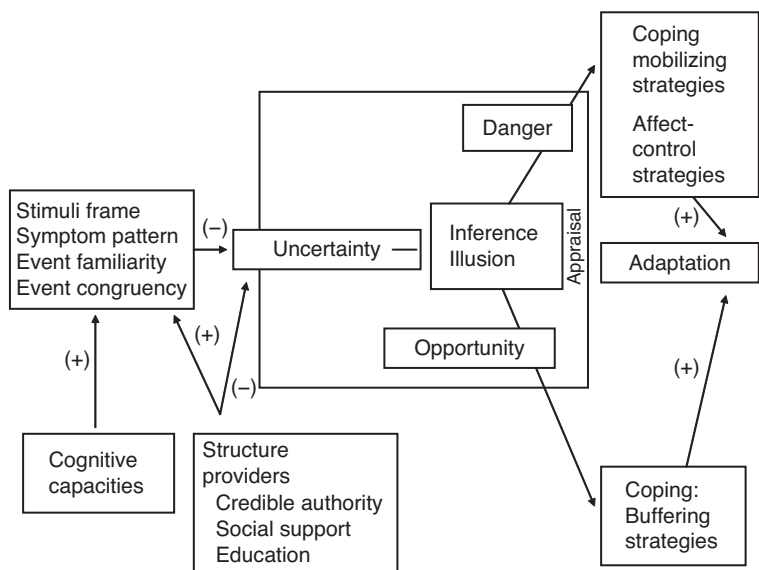 Stimuli frame
Symptom pattern
Event familiarity
Event congruency
(–)
(+)
Cognitive
capacities
(+)
(–)
Structure
providers
Credible authority
Social support
Education
Uncertainty
Danger
Inference
Illusion
Appraisal
Opportunity
Coping
mobilizing
strategies
Affect-
control
strategies
(+)
Adaptation
(+)
Coping:
Buffering
strategies